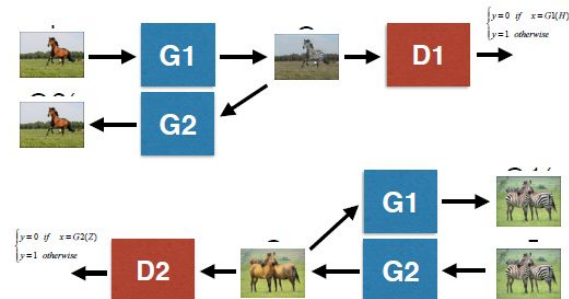 G1
D1
y=0 if x=G1(H)
y=1 otherwise
G2
G1
y=0 if x=G2(Z)
y=1 otherwise
D2
G2